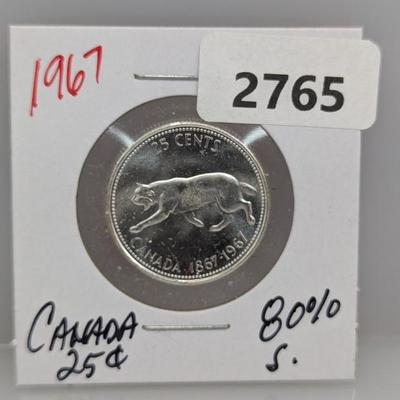 1967
2765
25 CENTS
CANADA 1867-1967
CANADA
25¢
80%
S.